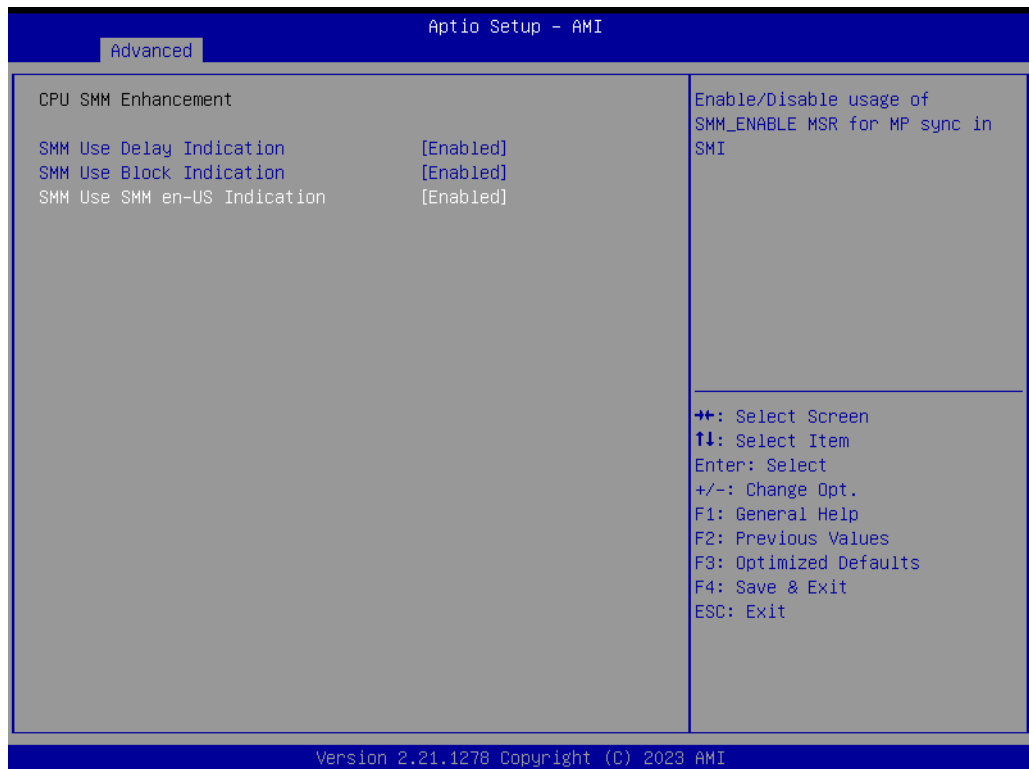 Aptio Setup – AMI
Advanced
CPU SMM Enhancement
SMM Use Delay Indication [Enabled]
SMM Use Block Indication [Enabled]
SMM Use SMM en-US Indication [Enabled]
Enable/Disable usage of
SMM_ENABLE MSR for MP sync in
SMI
→←: Select Screen
↑↓: Select Item
Enter: Select
+/-: Change Opt.
F1: General Help
F2: Previous Values
F3: Optimized Defaults
F4: Save & Exit
ESC: Exit
Version 2.21.1278 Copyright (C) 2023 AMI